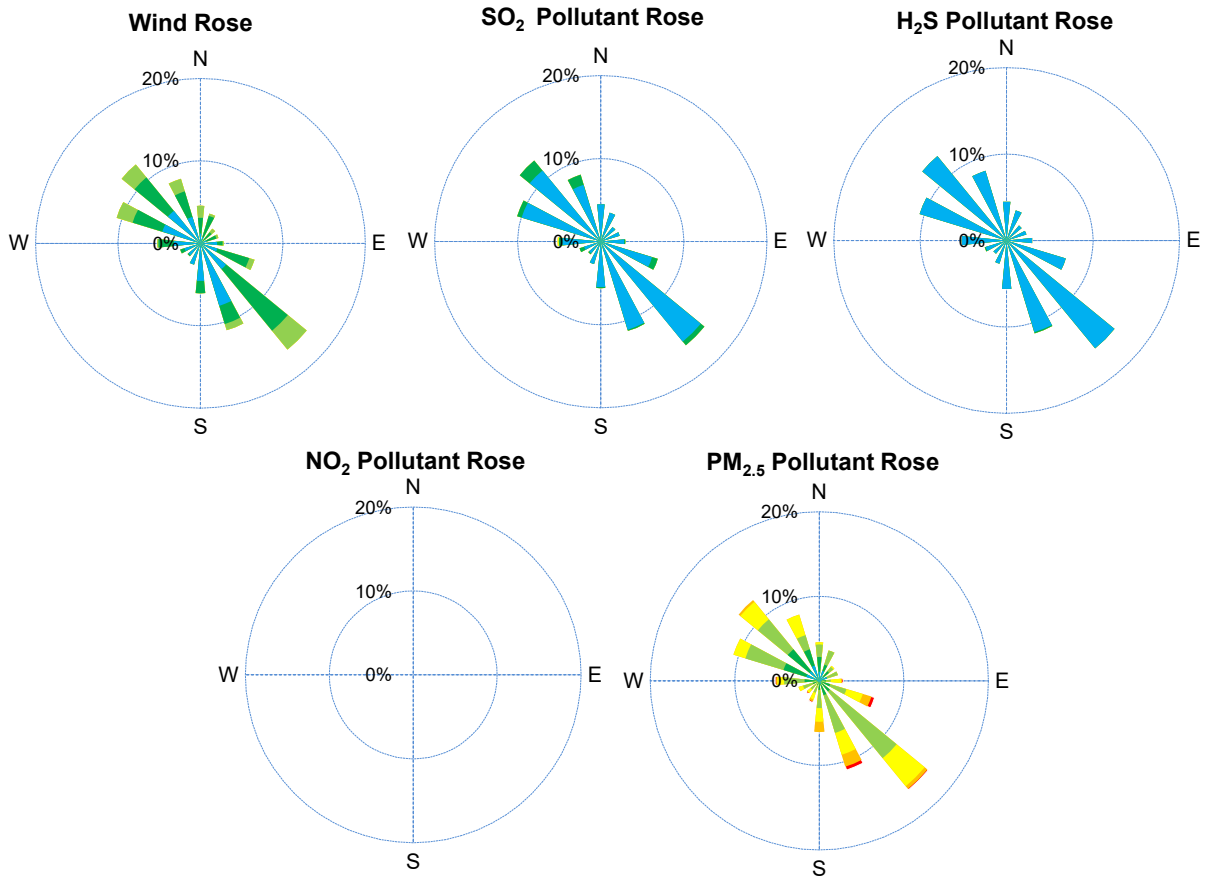 Wind Rose
N
20%
10%
W
0%
E
S
SO₂ Pollutant Rose
N
20%
10%
W
0%
E
S
H₂S Pollutant Rose
N
20%
10%
W
0%
E
S
NO₂ Pollutant Rose
N
20%
10%
W
0%
E
S
PM₂.₅ Pollutant Rose
N
20%
10%
W
0%
E
S